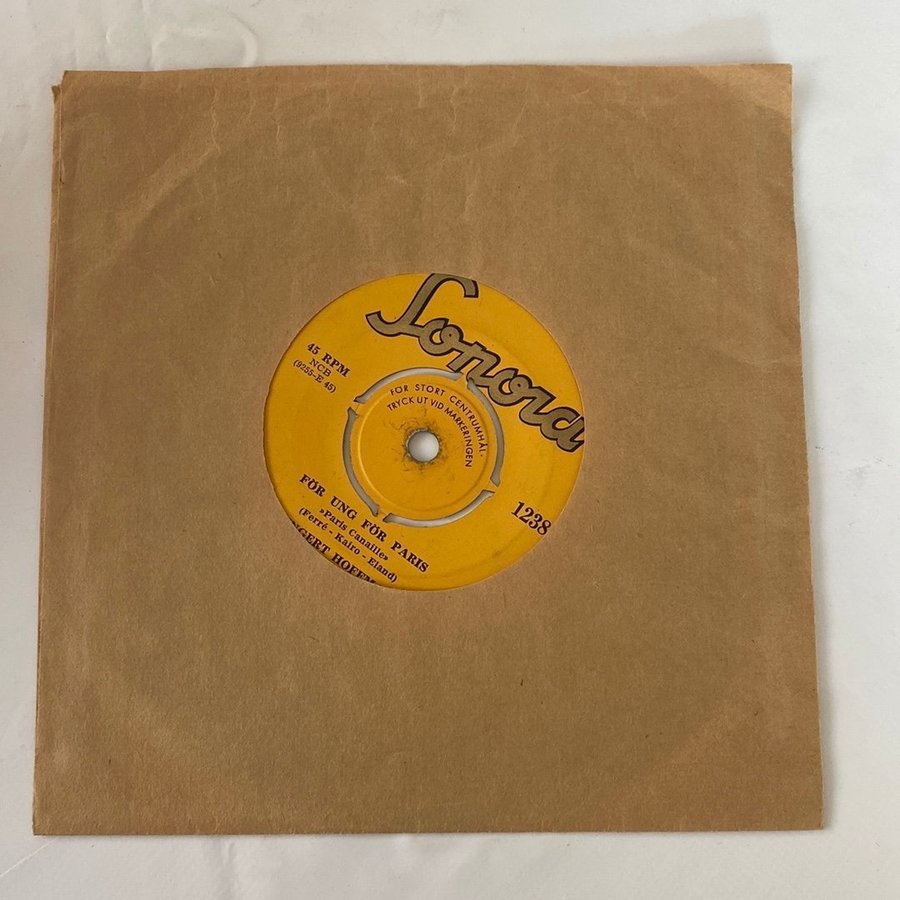 Sonora
45 RPM
NCB
(9255-E 45)
FÖR STORT CENTRUMHÅL -
TRYCK UT VID MARKERINGEN
1238
FÖR UNG FÖR PARIS
»Paris Canaille»
(Ferré - Kairo - Eland)